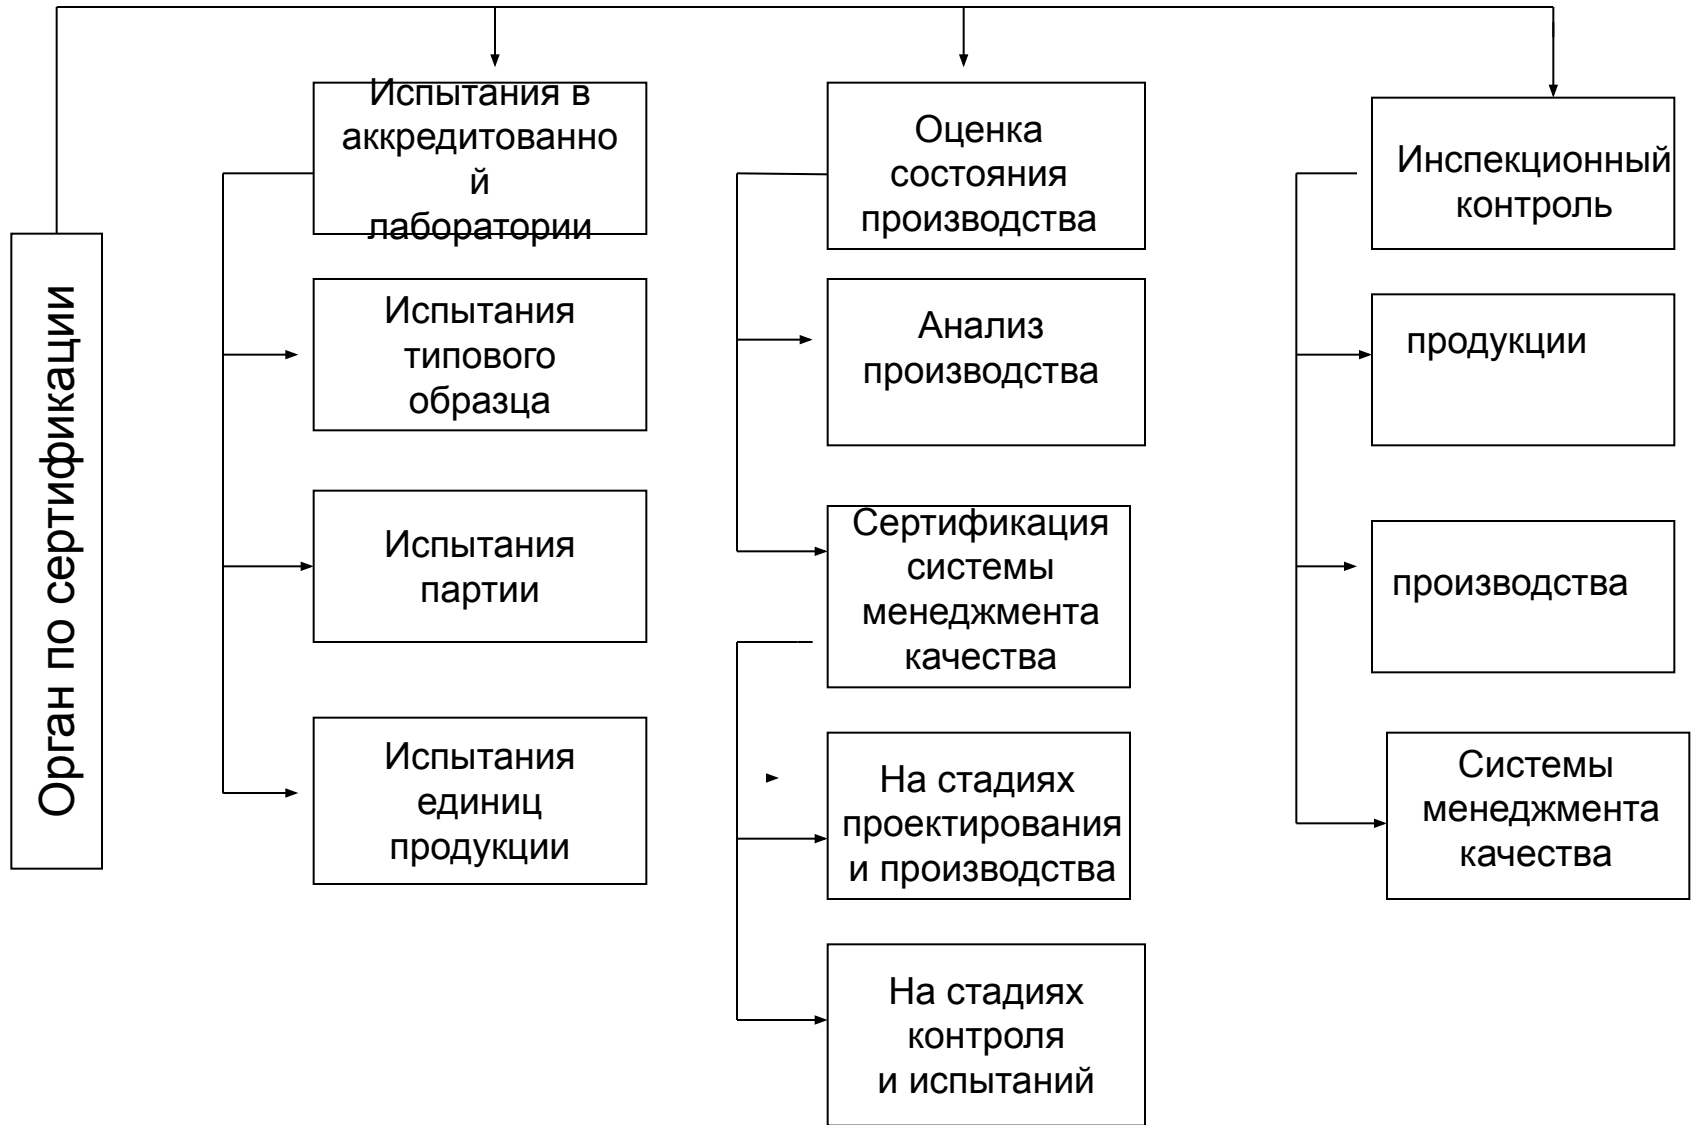 Орган по сертификации
Испытания в
аккредитованно
й
лаборатории
Испытания
типового
образца
Испытания
партии
Испытания
единиц
продукции
Оценка
состояния
производства
Анализ
производства
Сертификация
системы
менеджмента
качества
На стадиях
проектирования
и производства
На стадиях
контроля
и испытаний
Инспекционный
контроль
продукции
производства
Системы
менеджмента
качества